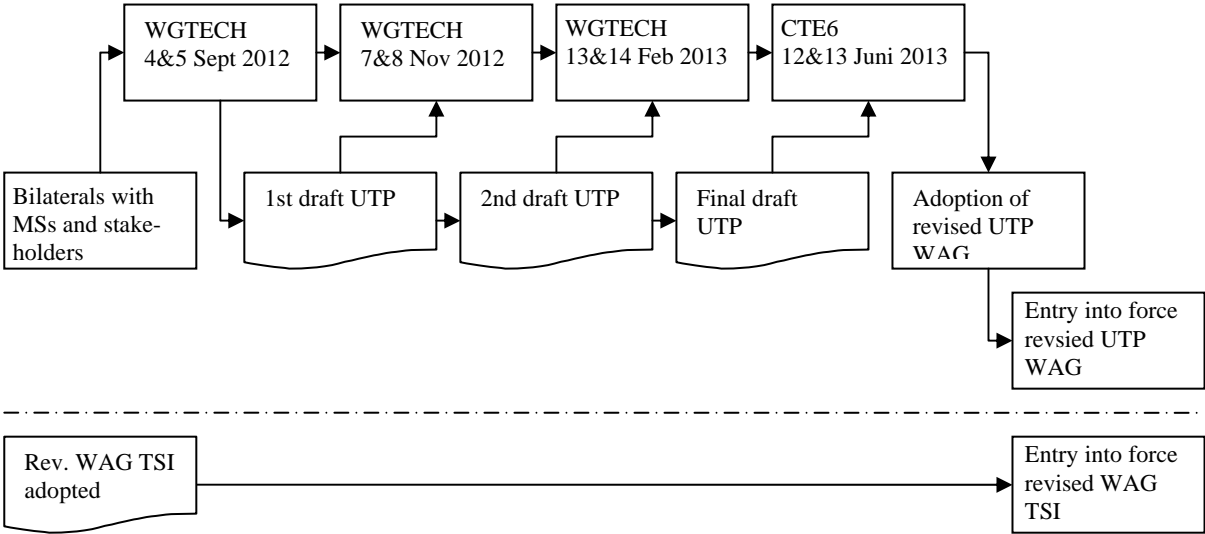 WGTECH
4&5 Sept 2012
WGTECH
7&8 Nov 2012
WGTECH
13&14 Feb 2013
CTE6
12&13 Juni 2013
Bilaterals with
MSs and stake-
holders
1st draft UTP
2nd draft UTP
Final draft
UTP
Adoption of
revised UTP
WAG
Entry into force
revsied UTP
WAG
Rev. WAG TSI
adopted
Entry into force
revised WAG
TSI